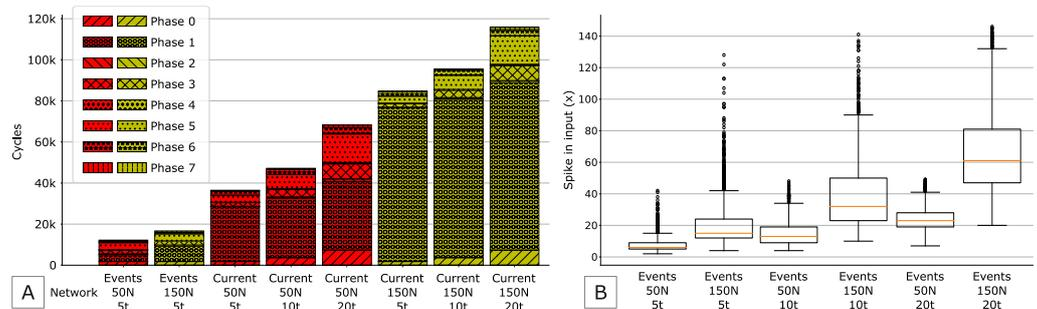 120k
100k
80k
60k
40k
20k
0
Cycles
Phase 0
Phase 1
Phase 2
Phase 3
Phase 4
Phase 5
Phase 6
Phase 7
Events Events Current Current Current Current Current Current
Network 50N 150N 50N 50N 50N 150N 150N 150N
5t 5t 5t 10t 20t 5t 10t 20t
A
140
120
100
80
60
40
20
0
Spike in input (x)
Events Events Events Events Events Events
50N 150N 50N 150N 50N 150N
5t 5t 10t 10t 20t 20t
B